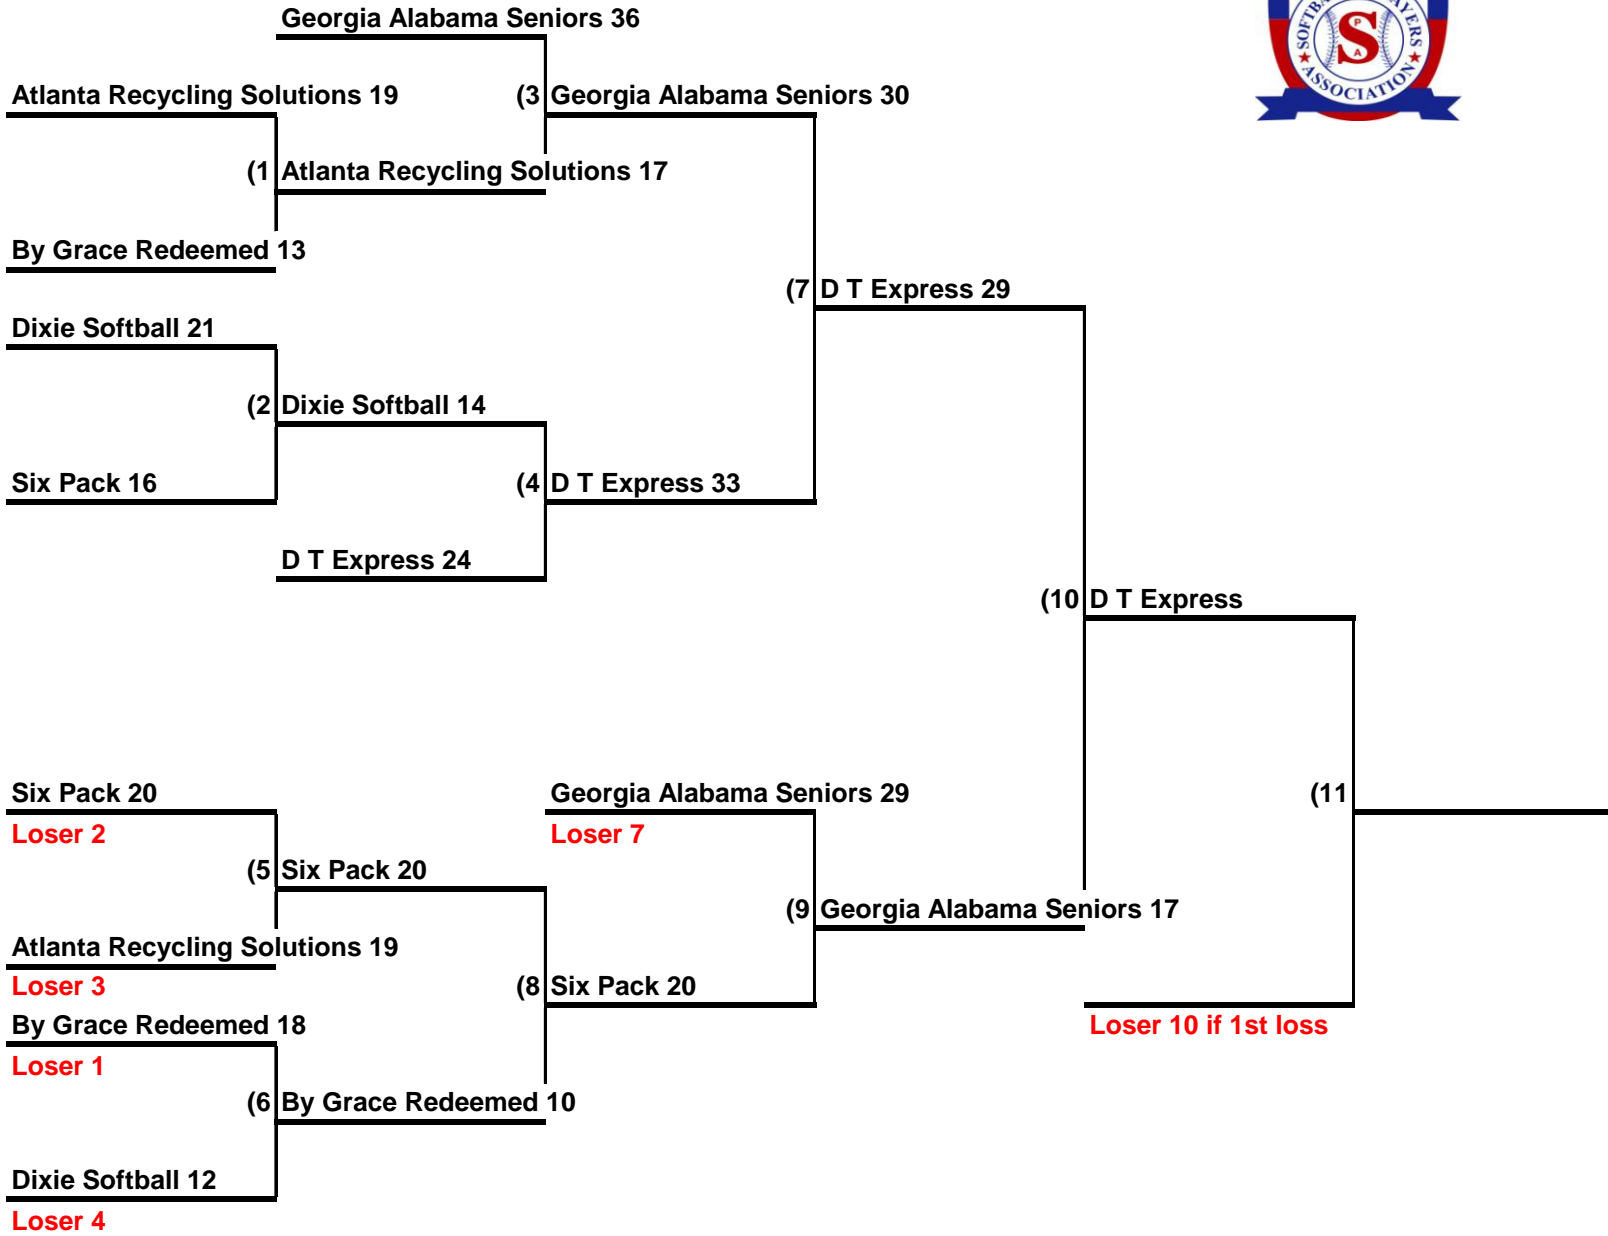 Georgia Alabama Seniors 36
Atlanta Recycling Solutions 19
(3 Georgia Alabama Seniors 30
(1 Atlanta Recycling Solutions 17
By Grace Redeemed 13
(7 D T Express 29
Dixie Softball 21
(2 Dixie Softball 14
Six Pack 16
(4 D T Express 33
D T Express 24
(10 D T Express
Six Pack 20
Loser 2
Georgia Alabama Seniors 29
Loser 7
(11
(5 Six Pack 20
(9 Georgia Alabama Seniors 17
Atlanta Recycling Solutions 19
Loser 3
(8 Six Pack 20
By Grace Redeemed 18
Loser 1
Loser 10 if 1st loss
(6 By Grace Redeemed 10
Dixie Softball 12
Loser 4
S
P
A
ASSOCIATION